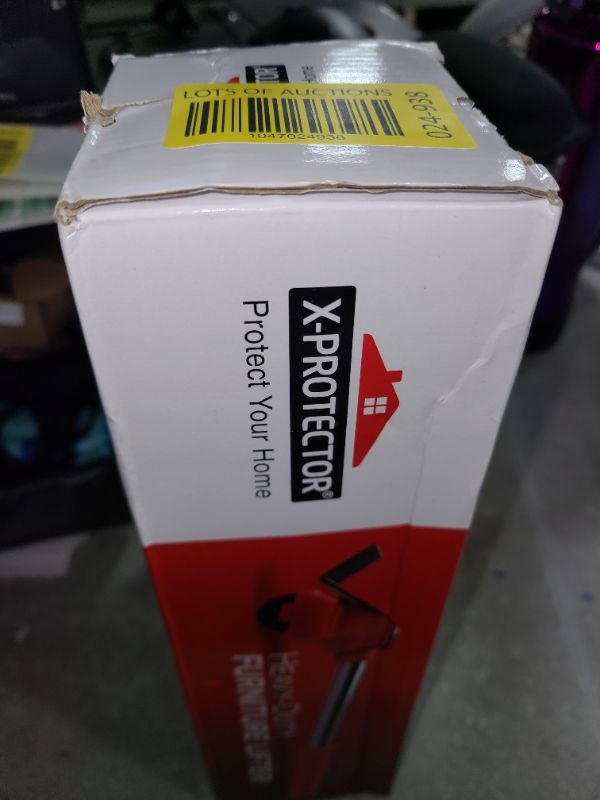 LOTS OF AUCTIONS
1047024938
024-938
X-PROTECTOR®
Protect Your Home
HEAVY-DUTY
FURNITURE LIFTER